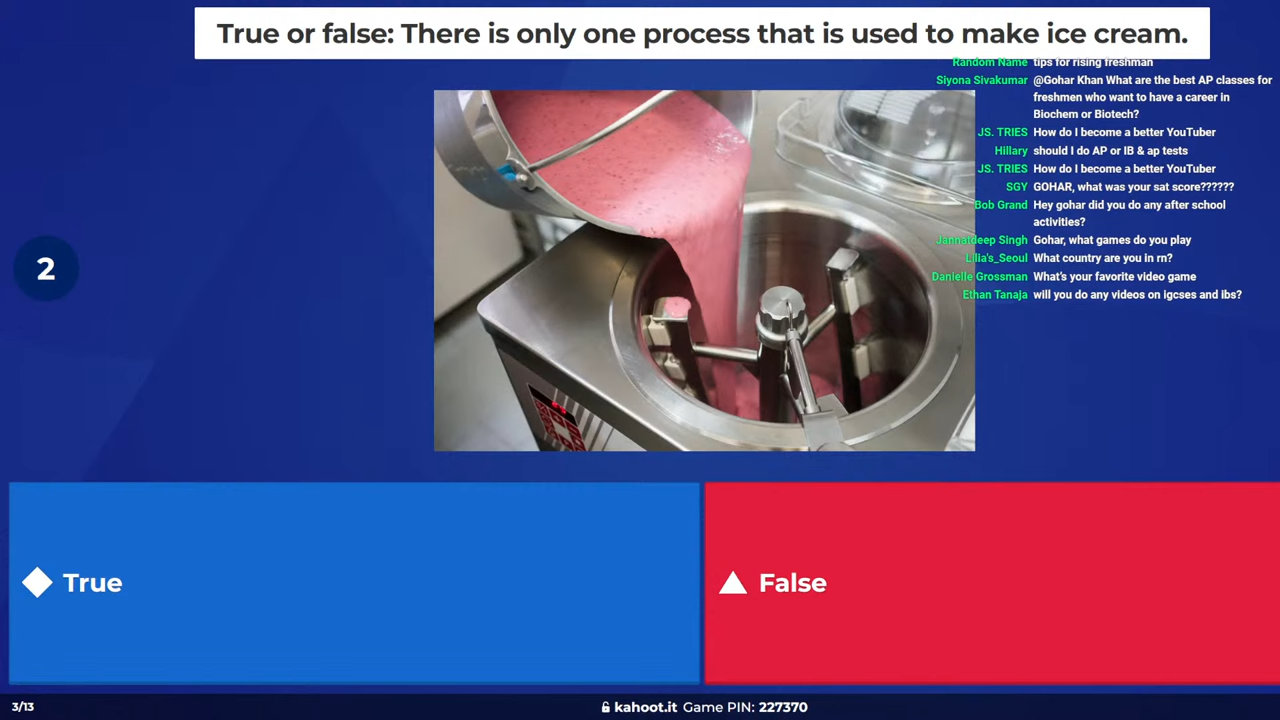 True or false: There is only one process that is used to make ice cream.
Random Name tips for rising freshman
Siyona Sivakumar @Gohar Khan What are the best AP classes for
freshmen who want to have a career in
Biochem or Biotech?
JS. TRIES How do I become a better YouTuber
Hillary should I do AP or IB & ap tests
JS. TRIES How do I become a better YouTuber
SGY GOHAR, what was your sat score??????
Bob Grand Hey gohar did you do any after school
activities?
Jannatdeep Singh Gohar, what games do you play
Lilia's_Seoul What country are you in rn?
Danielle Grossman What's your favorite video game
Ethan Tanaja will you do any videos on igcses and ibs?
2
True
False
3/13
kahoot.it Game PIN: 227370